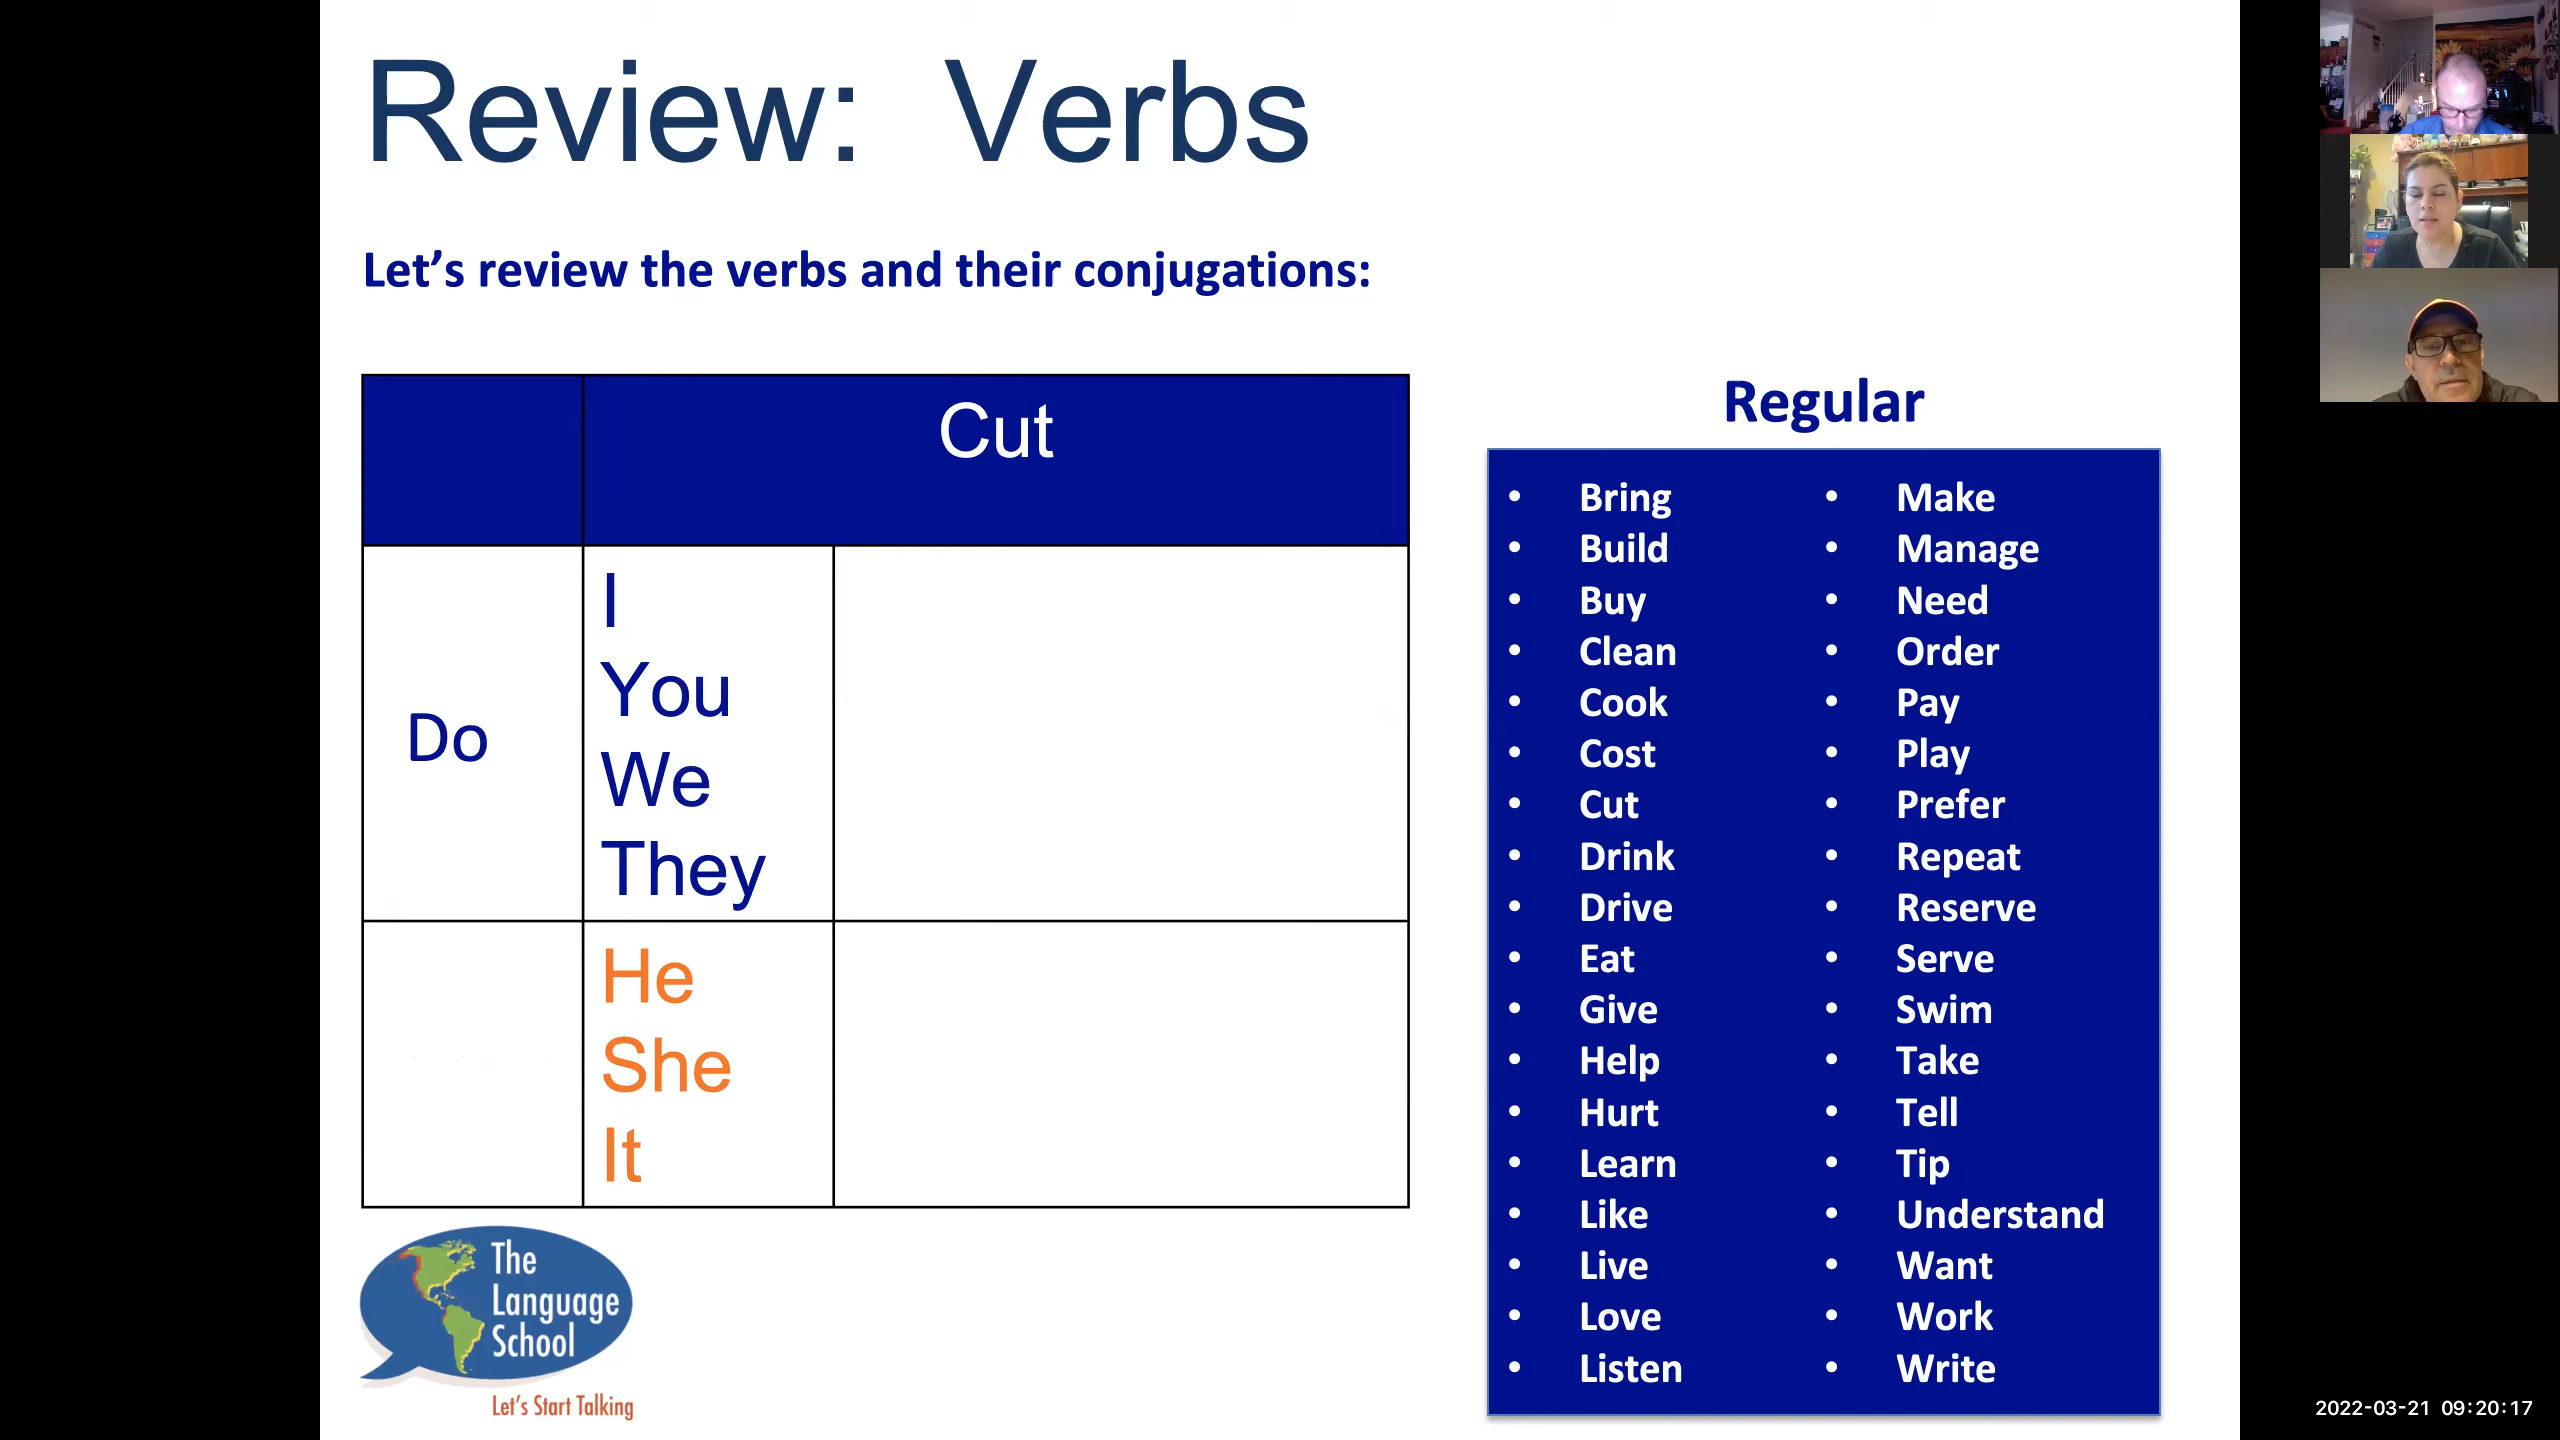 Review: Verbs
Let's review the verbs and their conjugations:
Cut
Do
I
You
We
They
He
She
It
Regular
• Bring
• Build
• Buy
• Clean
• Cook
• Cost
• Cut
• Drink
• Drive
• Eat
• Give
• Help
• Hurt
• Learn
• Like
• Live
• Love
• Listen
• Make
• Manage
• Need
• Order
• Pay
• Play
• Prefer
• Repeat
• Reserve
• Serve
• Swim
• Take
• Tell
• Tip
• Understand
• Want
• Work
• Write
The
Language
School
Let's Start Talking
2022-03-21 09:20:17